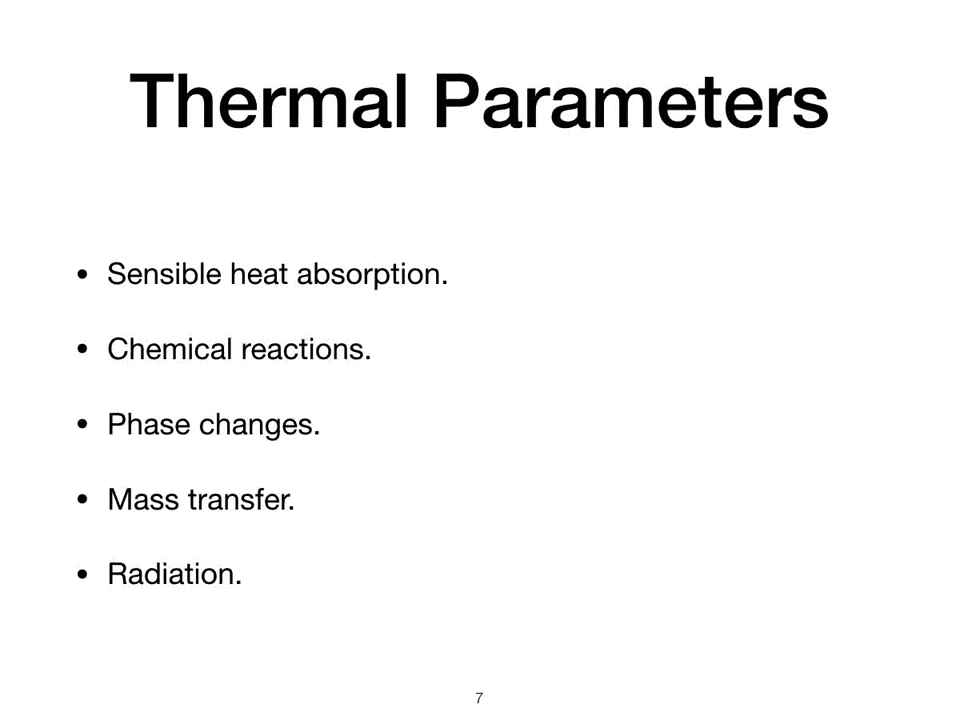 Thermal Parameters
• Sensible heat absorption.
• Chemical reactions.
• Phase changes.
• Mass transfer.
• Radiation.
7